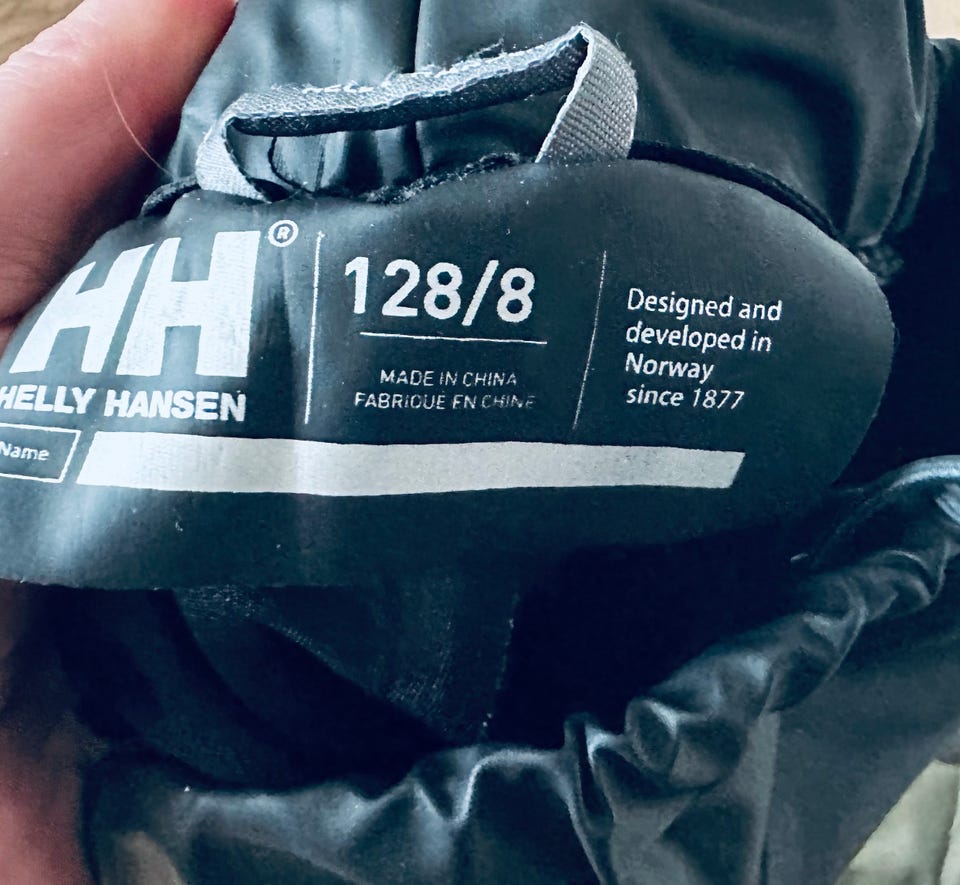 HH®
HELLY HANSEN
Name
128/8
MADE IN CHINA
FABRIQUE EN CHINE
Designed and
developed in
Norway
since 1877